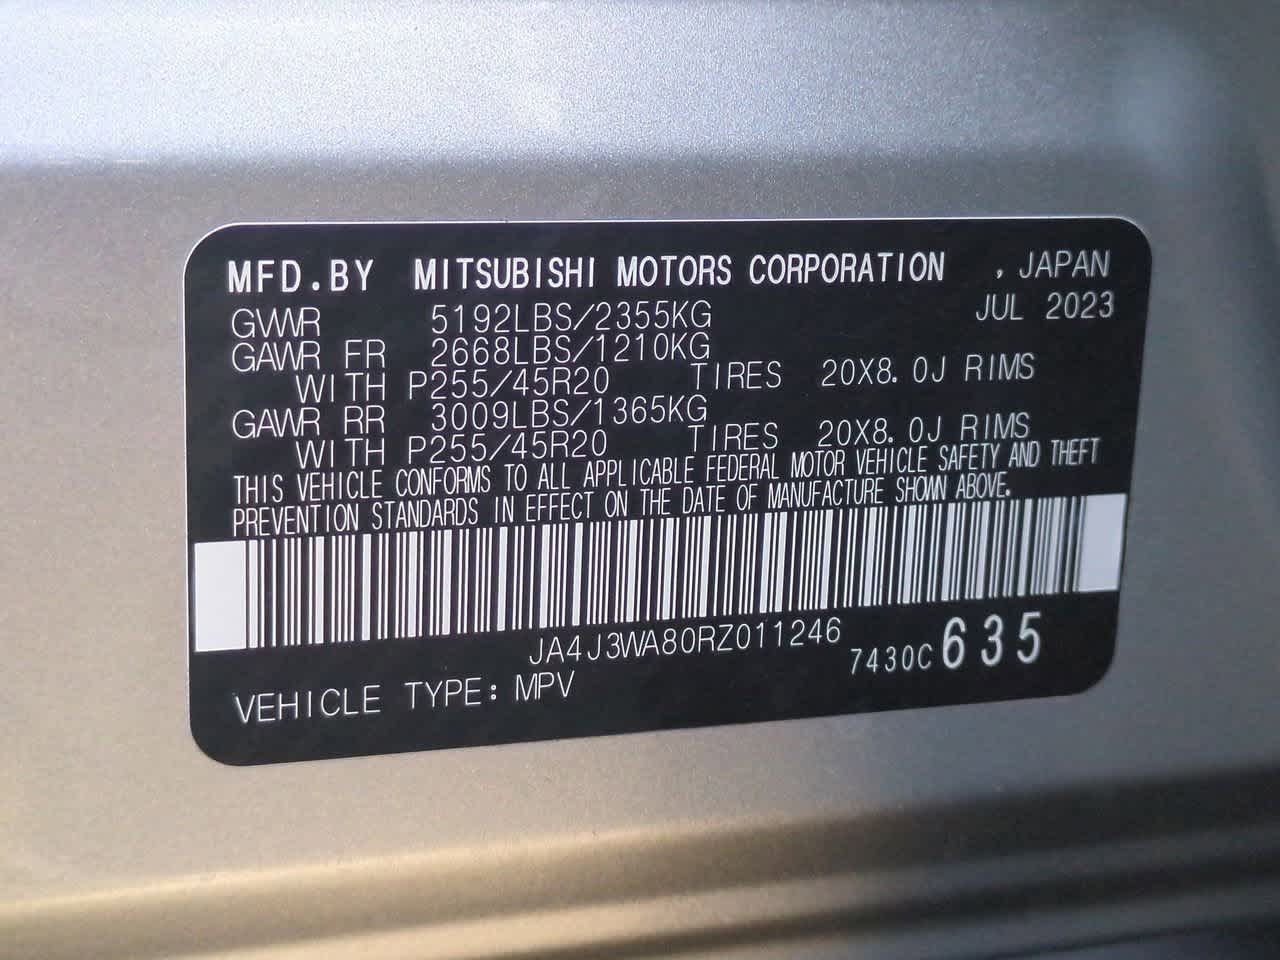 MFD.BY MITSUBISHI MOTORS CORPORATION , JAPAN
GVWR 5192LBS/2355KG JUL 2023
GAWR FR 2668LBS/1210KG
WITH P255/45R20 TIRES 20X8.0J RIMS
GAWR RR 3009LBS/1365KG
WITH P255/45R20 TIRES 20X8.0J RIMS
THIS VEHICLE CONFORMS TO ALL APPLICABLE FEDERAL MOTOR VEHICLE SAFETY AND THEFT
PREVENTION STANDARDS IN EFFECT ON THE DATE OF MANUFACTURE SHOWN ABOVE.
JA4J3WA80RZ011246 7430C 635
VEHICLE TYPE: MPV